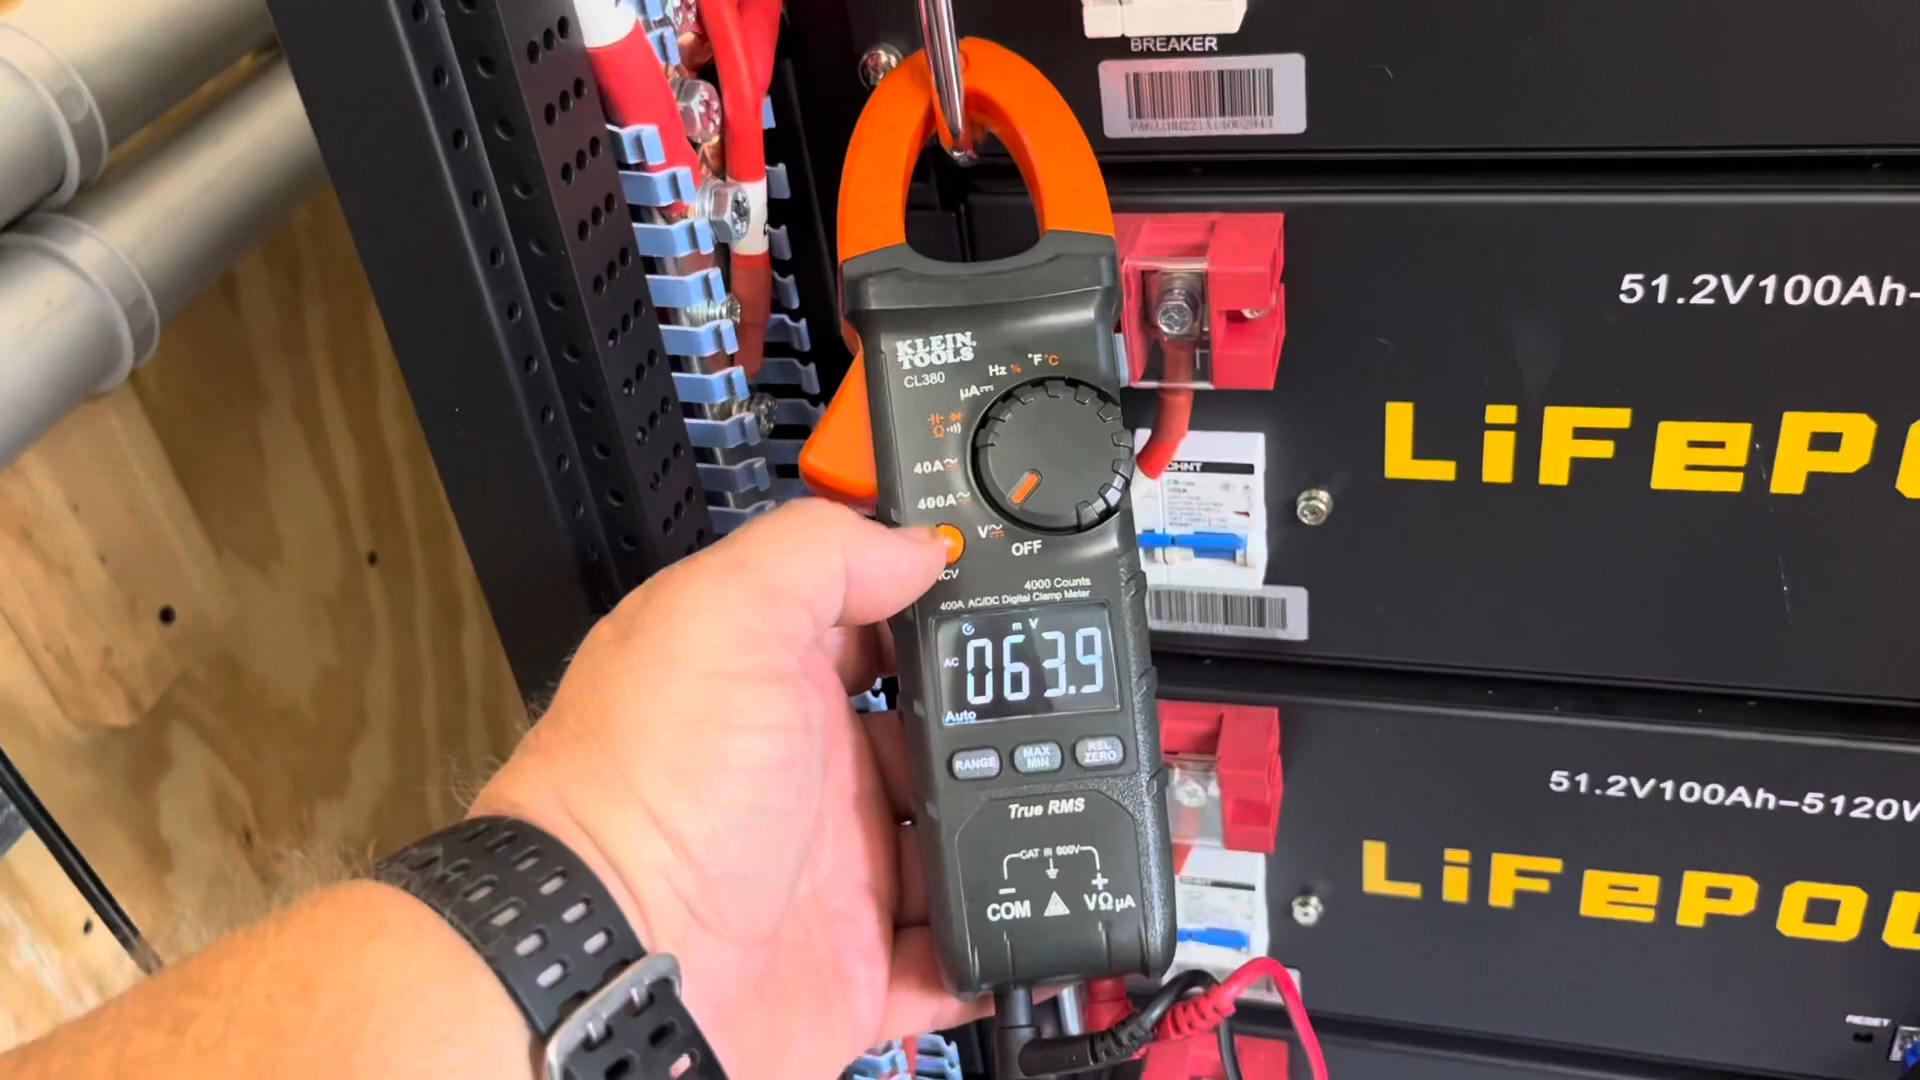 BREAKER
51.2V100Ah-
LiFePO
CHNT
KLEIN
TOOLS
CL380
Hz % °F °C
μA
Ω
40A
400A
V
OFF
NCV
4000 Counts
400A AC/DC Digital Clamp Meter
m V
AC 063.9
Auto
RANGE
MAX
MIN
REL
ZERO
True RMS
CAT III 600V
COM
VΩμA
51.2V100Ah-5120W
LiFePO
RESET